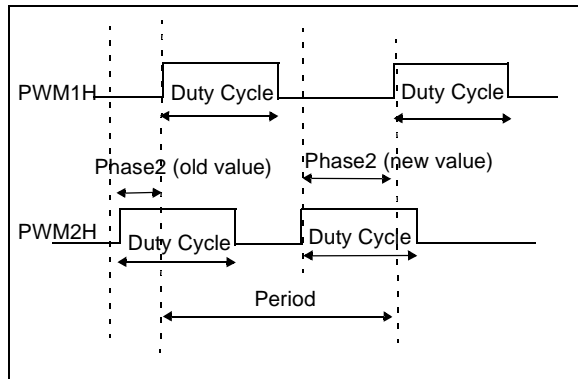 PWM1H
Duty Cycle
Duty Cycle
Phase2 (old value)
Phase2 (new value)
PWM2H
Duty Cycle
Duty Cycle
Period